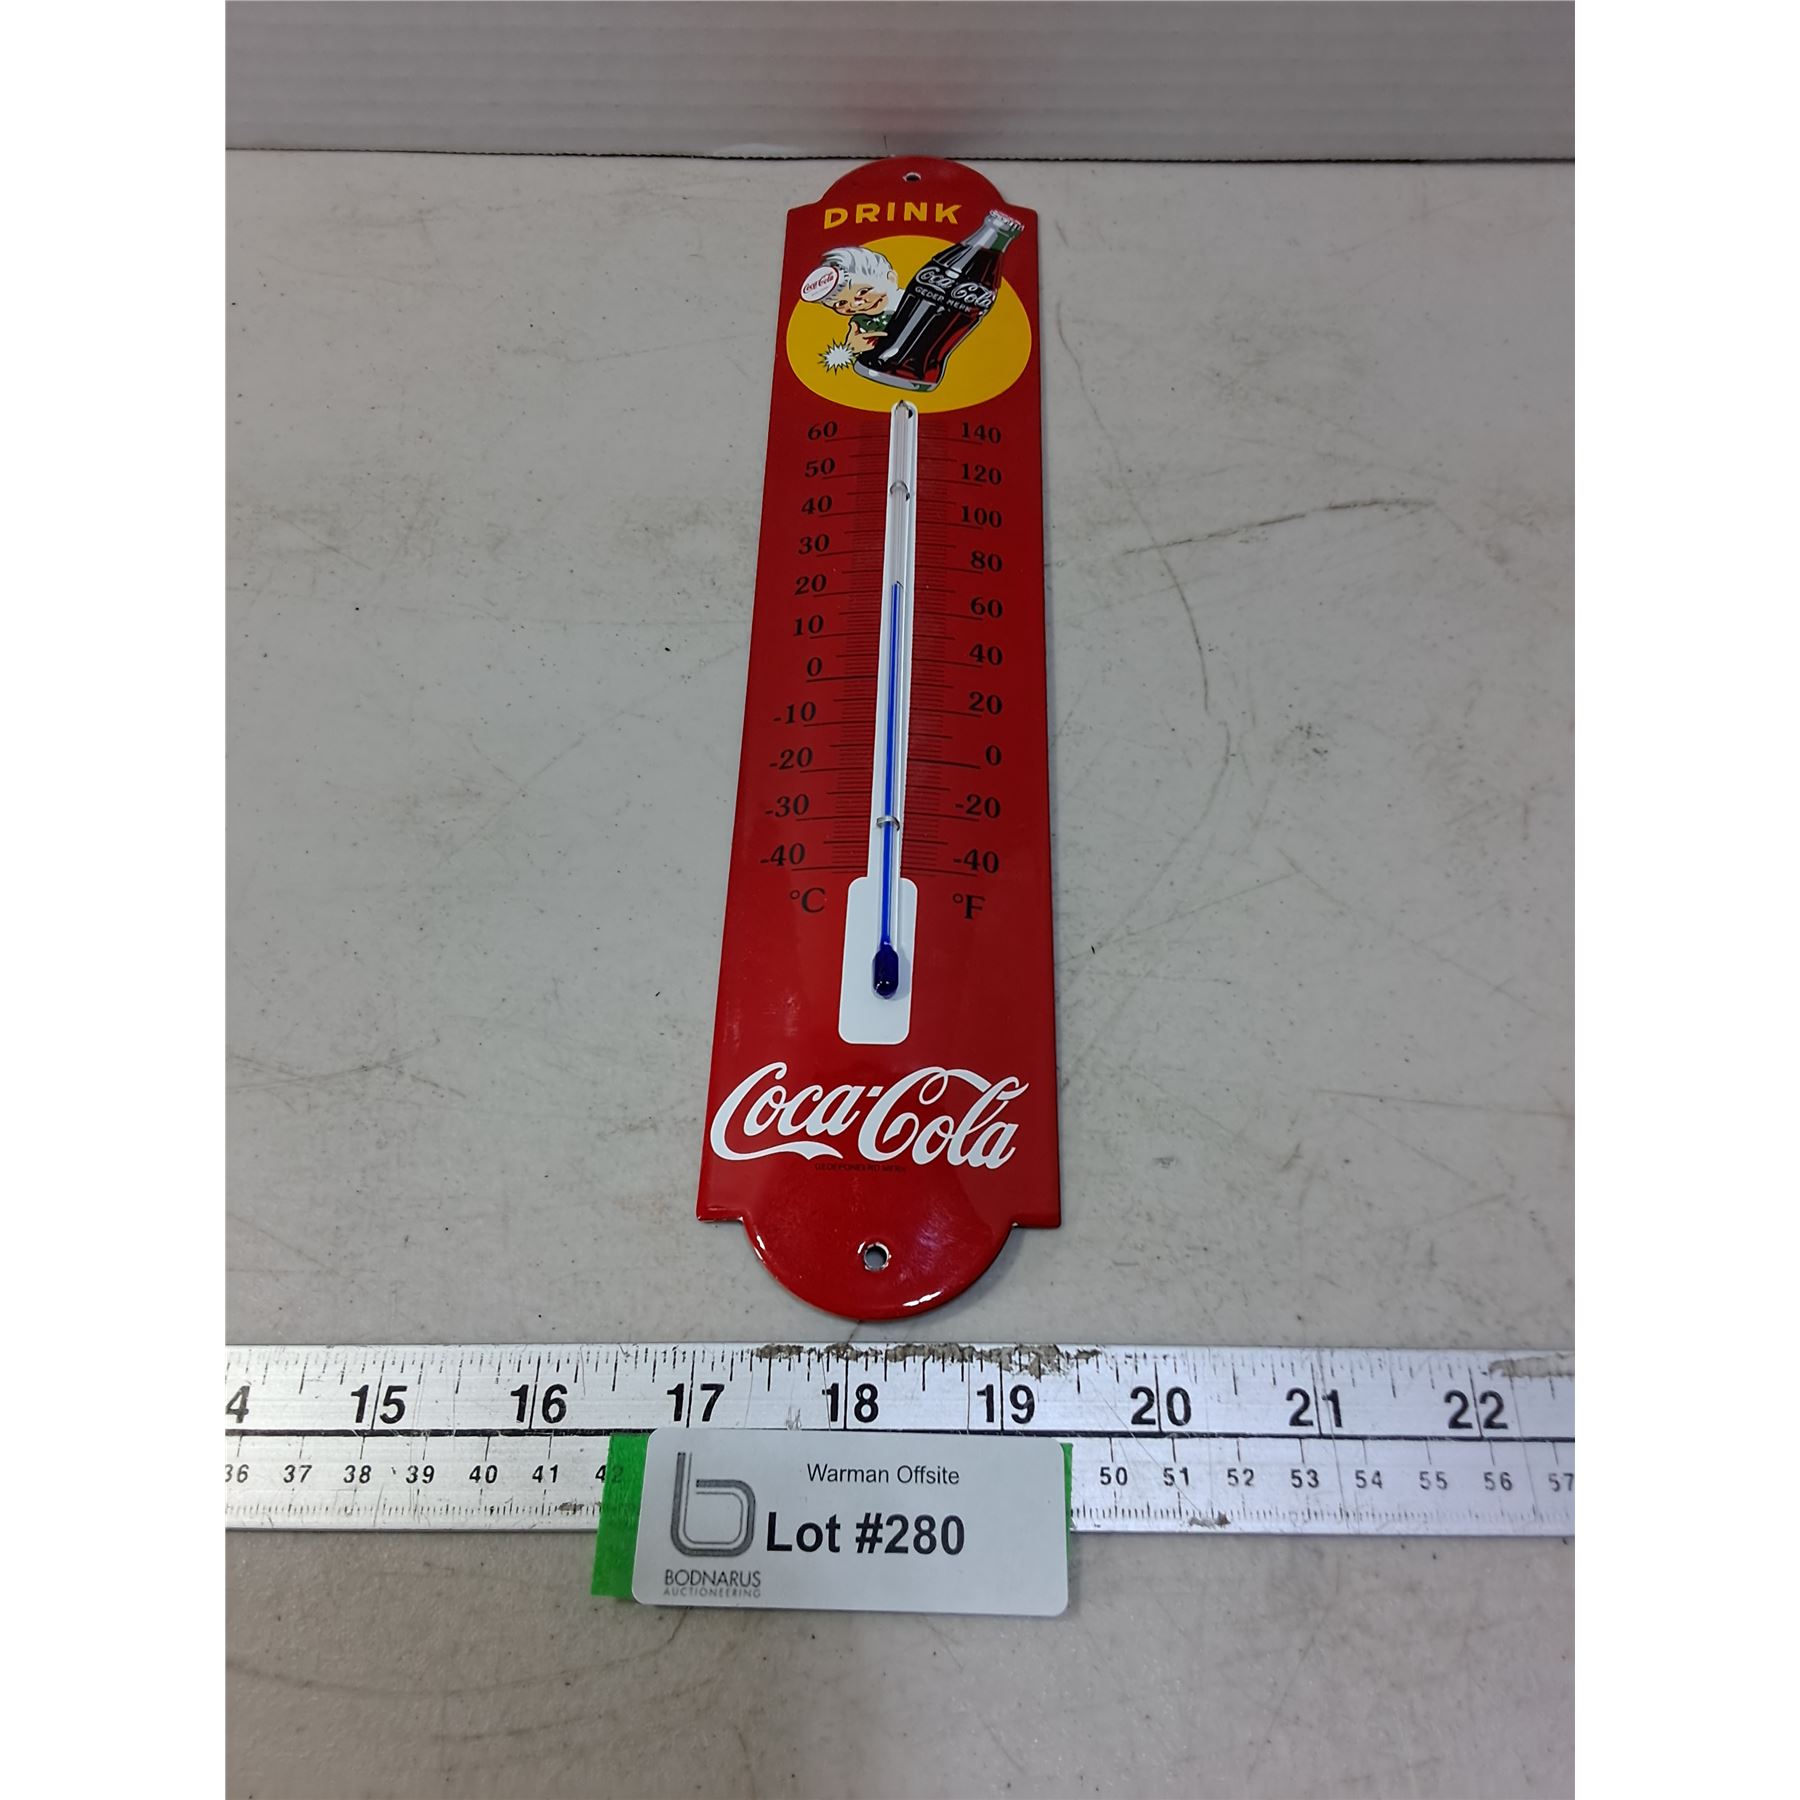 DRINK
Coca-Cola
Coca-Cola
GEDEP. MERK
60 140
50 120
40 100
30 80
20 60
10 40
0 20
-10 0
-20 -20
-30 -40
-40
°C °F
Coca-Cola
GEDEPONEERD MERK
4 15 16 17 18 19 20 21 22
36 37 38 39 40 41 42 50 51 52 53 54 55 56 57
Warman Offsite
Lot #280
BODNARUS
AUCTIONEERING